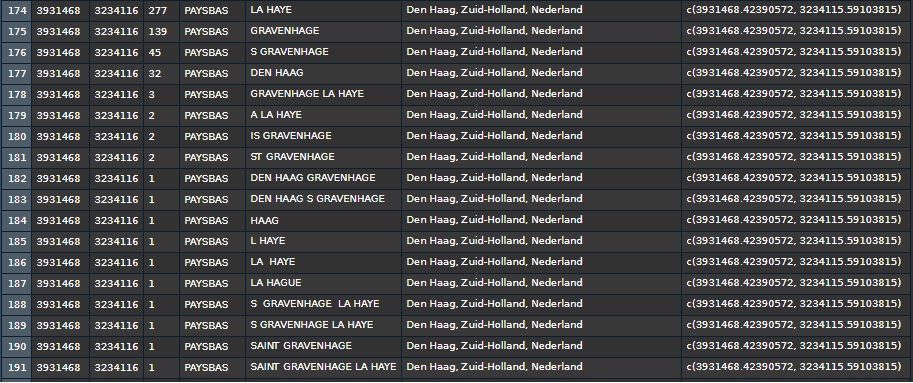 174 3931468 3234116 277 PAYSBAS LA HAYE Den Haag, Zuid-Holland, Nederland c(3931468.42390572, 3234115.59103815)
175 3931468 3234116 139 PAYSBAS GRAVENHAGE Den Haag, Zuid-Holland, Nederland c(3931468.42390572, 3234115.59103815)
176 3931468 3234116 45 PAYSBAS S GRAVENHAGE Den Haag, Zuid-Holland, Nederland c(3931468.42390572, 3234115.59103815)
177 3931468 3234116 32 PAYSBAS DEN HAAG Den Haag, Zuid-Holland, Nederland c(3931468.42390572, 3234115.59103815)
178 3931468 3234116 3 PAYSBAS GRAVENHAGE LA HAYE Den Haag, Zuid-Holland, Nederland c(3931468.42390572, 3234115.59103815)
179 3931468 3234116 2 PAYSBAS A LA HAYE Den Haag, Zuid-Holland, Nederland c(3931468.42390572, 3234115.59103815)
180 3931468 3234116 2 PAYSBAS IS GRAVENHAGE Den Haag, Zuid-Holland, Nederland c(3931468.42390572, 3234115.59103815)
181 3931468 3234116 2 PAYSBAS ST GRAVENHAGE Den Haag, Zuid-Holland, Nederland c(3931468.42390572, 3234115.59103815)
182 3931468 3234116 1 PAYSBAS DEN HAAG GRAVENHAGE Den Haag, Zuid-Holland, Nederland c(3931468.42390572, 3234115.59103815)
183 3931468 3234116 1 PAYSBAS DEN HAAG S GRAVENHAGE Den Haag, Zuid-Holland, Nederland c(3931468.42390572, 3234115.59103815)
184 3931468 3234116 1 PAYSBAS HAAG Den Haag, Zuid-Holland, Nederland c(3931468.42390572, 3234115.59103815)
185 3931468 3234116 1 PAYSBAS L HAYE Den Haag, Zuid-Holland, Nederland c(3931468.42390572, 3234115.59103815)
186 3931468 3234116 1 PAYSBAS LA  HAYE Den Haag, Zuid-Holland, Nederland c(3931468.42390572, 3234115.59103815)
187 3931468 3234116 1 PAYSBAS LA HAGUE Den Haag, Zuid-Holland, Nederland c(3931468.42390572, 3234115.59103815)
188 3931468 3234116 1 PAYSBAS S  GRAVENHAGE  LA HAYE Den Haag, Zuid-Holland, Nederland c(3931468.42390572, 3234115.59103815)
189 3931468 3234116 1 PAYSBAS S GRAVENHAGE LA HAYE Den Haag, Zuid-Holland, Nederland c(3931468.42390572, 3234115.59103815)
190 3931468 3234116 1 PAYSBAS SAINT GRAVENHAGE Den Haag, Zuid-Holland, Nederland c(3931468.42390572, 3234115.59103815)
191 3931468 3234116 1 PAYSBAS SAINT GRAVENHAGE LA HAYE Den Haag, Zuid-Holland, Nederland c(3931468.42390572, 3234115.59103815)